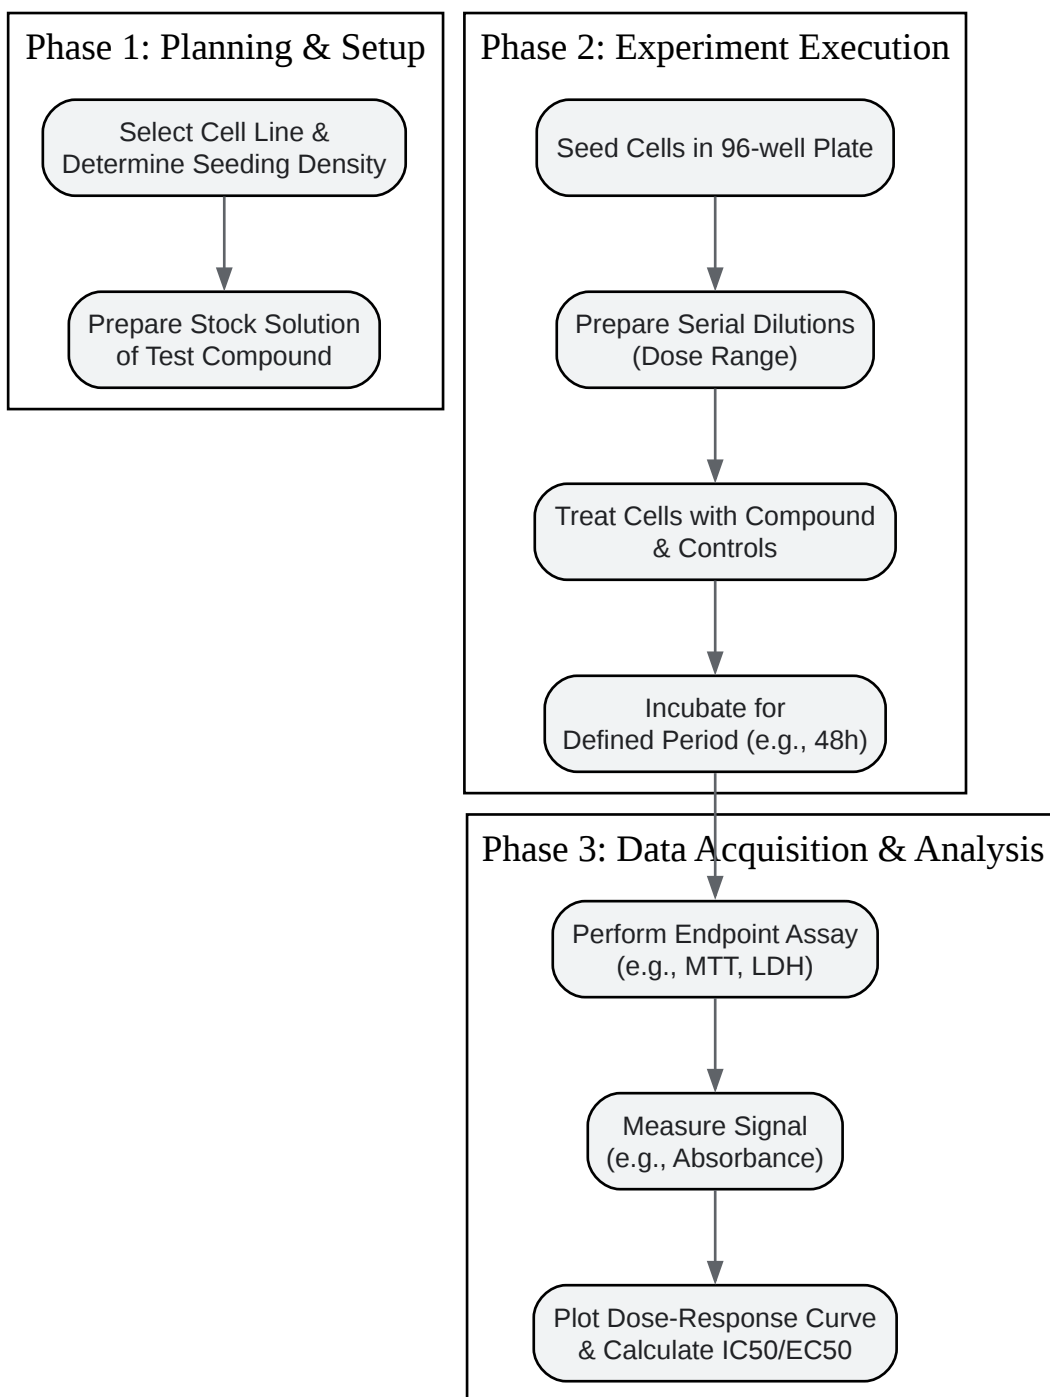 Phase 1: Planning & Setup
Select Cell Line &
Determine Seeding Density
Prepare Stock Solution
of Test Compound
Phase 2: Experiment Execution
Seed Cells in 96-well Plate
Prepare Serial Dilutions
(Dose Range)
Treat Cells with Compound
& Controls
Incubate for
Defined Period (e.g., 48h)
Phase 3: Data Acquisition & Analysis
Perform Endpoint Assay
(e.g., MTT, LDH)
Measure Signal
(e.g., Absorbance)
Plot Dose-Response Curve
& Calculate IC50/EC50